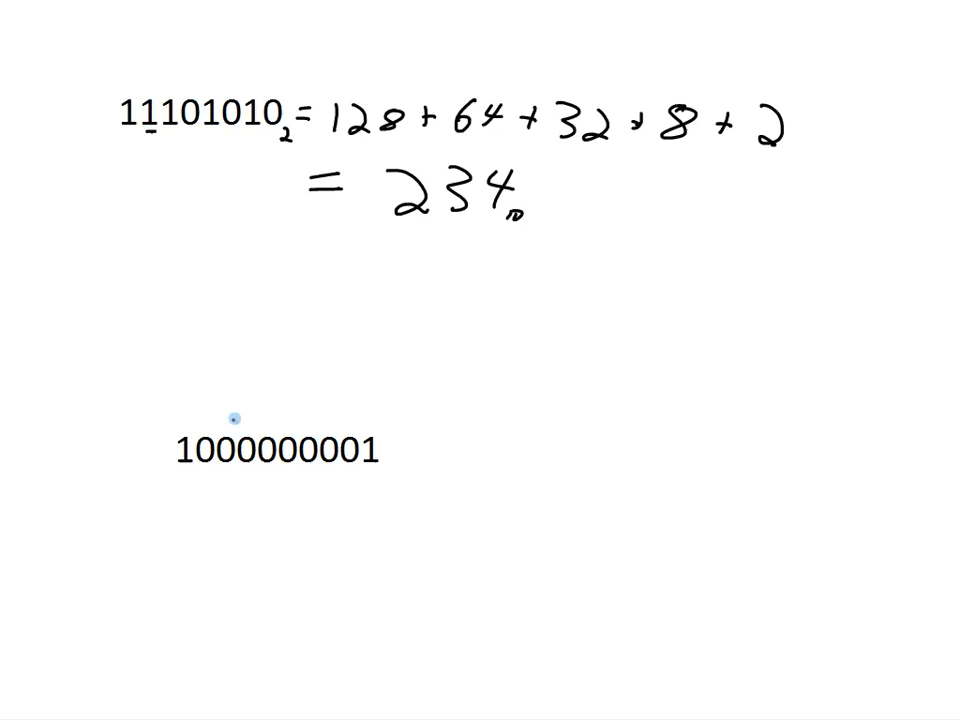 11101010₂ = 128 + 64 + 32 + 8 + 2
= 234₁₀
1000000001